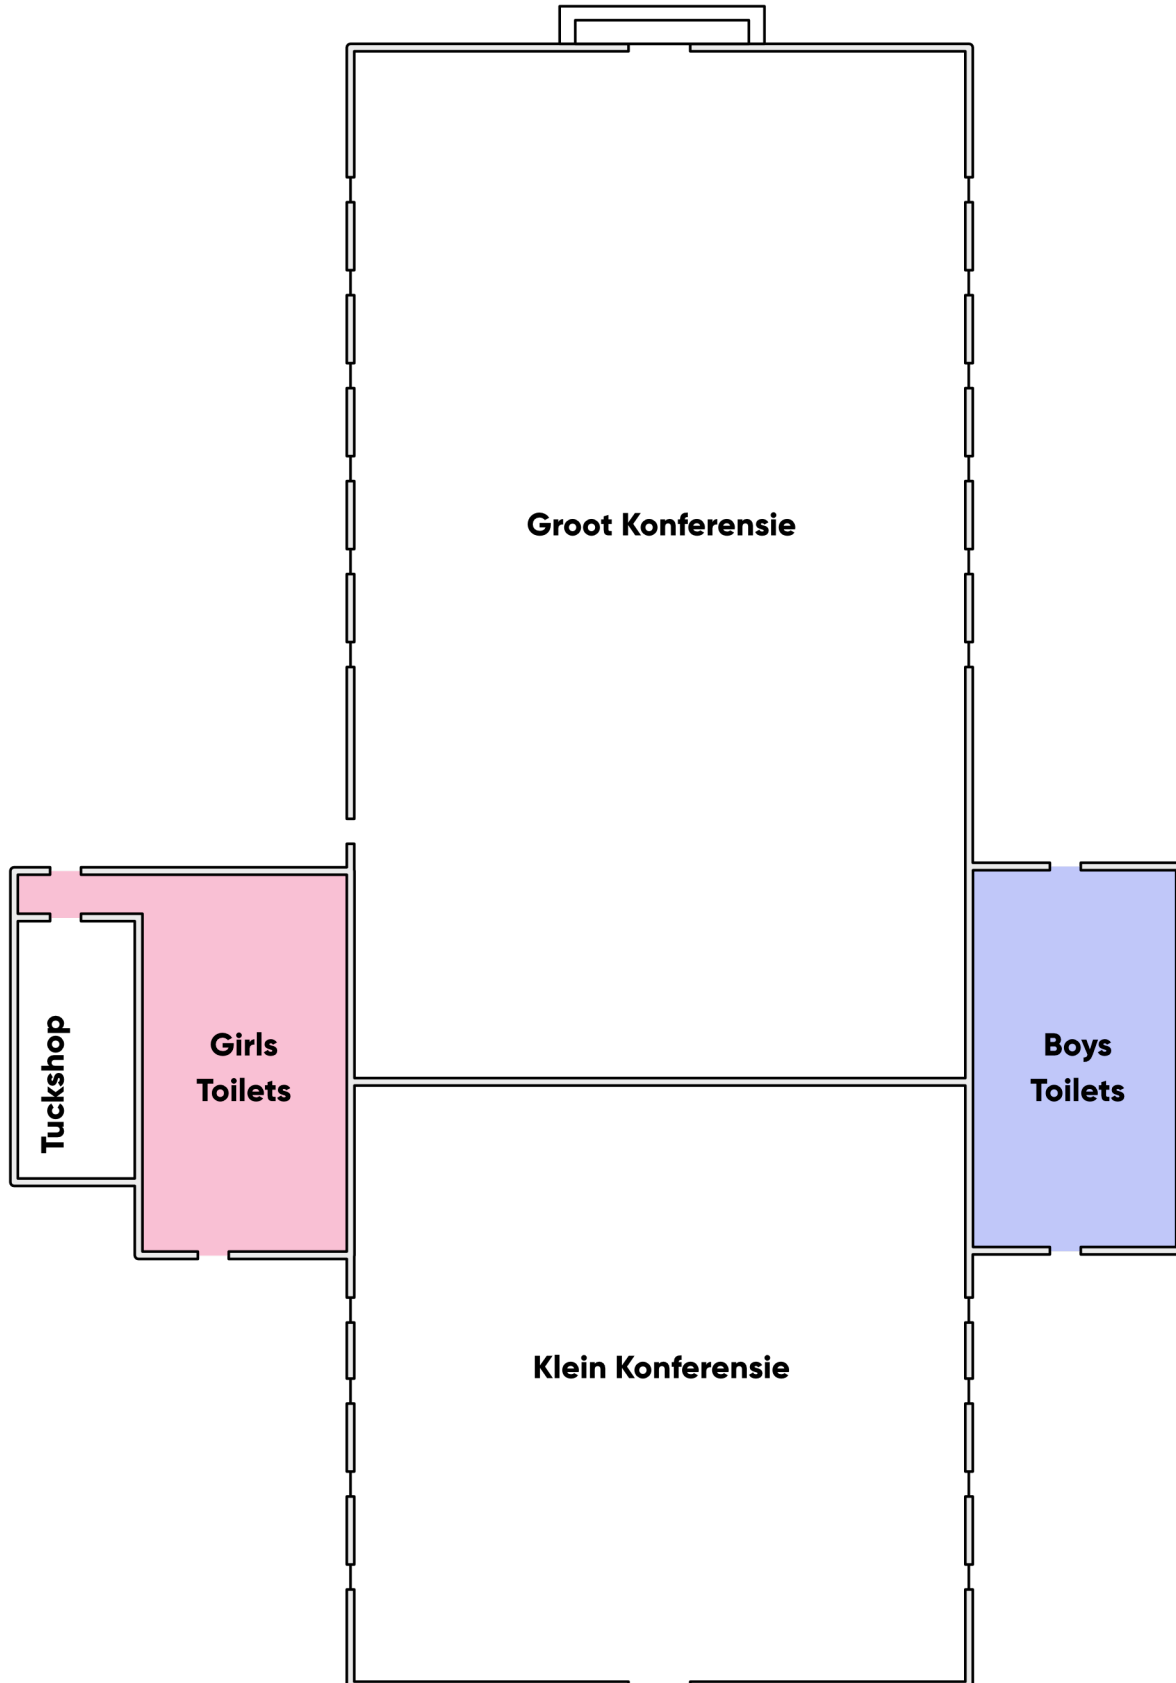 Groot Konferensie
Tuckshop
Girls
Toilets
Boys
Toilets
Klein Konferensie